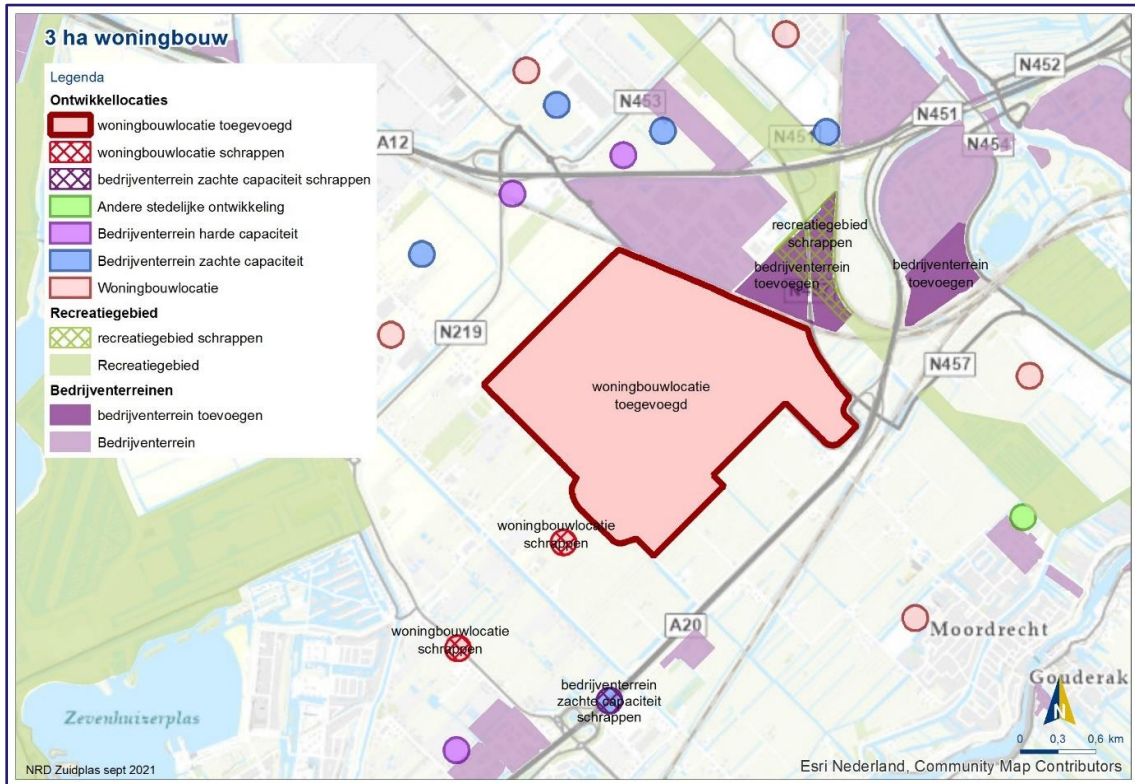 3 ha woningbouw
Legenda
Ontwikkellocaties
woningbouwlocatie toegevoegd
woningbouwlocatie schrappen
bedrijventerrein zachte capaciteit schrappen
Andere stedelijke ontwikkeling
Bedrijventerrein harde capaciteit
Bedrijventerrein zachte capaciteit
Woningbouwlocatie
Recreatiegebied
recreatiegebied schrappen
Recreatiegebied
Bedrijventerreinen
bedrijventerrein toevoegen
Bedrijventerrein
N452
N453
N451
N451
A12
N454
recreatiegebied
schrappen
bedrijventerrein
toevoegen
bedrijventerrein
toevoegen
N219
N457
woningbouwlocatie
toegevoegd
woningbouwlocatie
schrappen
A20
woningbouwlocatie
schrappen
Moordrecht
Gouderak
bedrijventerrein
zachte capaciteit
schrappen
Zevenhuizerplas
N
0 0,3 0,6 km
NRD Zuidplas sept 2021
Esri Nederland, Community Map Contributors